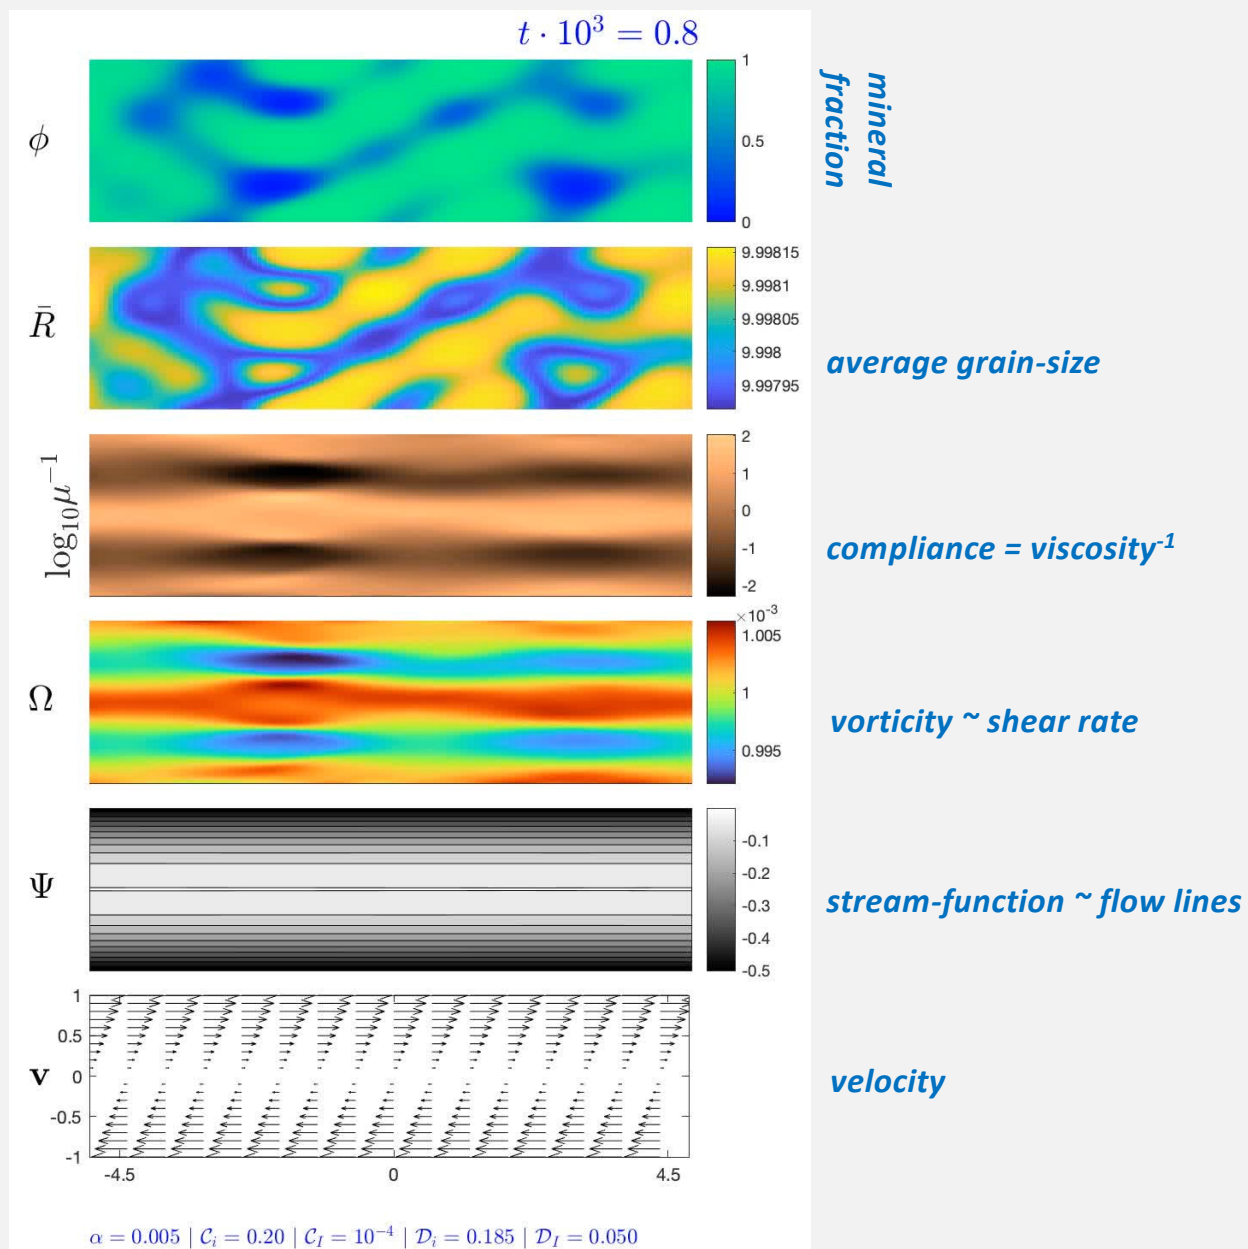 t · 10³ = 0.8
ϕ
1
0.5
0
mineral
fraction
R̄
9.99815
9.9981
9.99805
9.998
9.99795
average grain-size
log₁₀μ⁻¹
2
1
0
-1
-2
compliance = viscosity⁻¹
Ω
×10⁻³
1.005
1
0.995
vorticity ~ shear rate
Ψ
-0.1
-0.2
-0.3
-0.4
-0.5
stream-function ~ flow lines
v
1
0.5
0
-0.5
-1
-4.5 0 4.5
velocity
α = 0.005 | 𝒞ᵢ = 0.20 | 𝒞_I = 10⁻⁴ | 𝒟ᵢ = 0.185 | 𝒟_I = 0.050